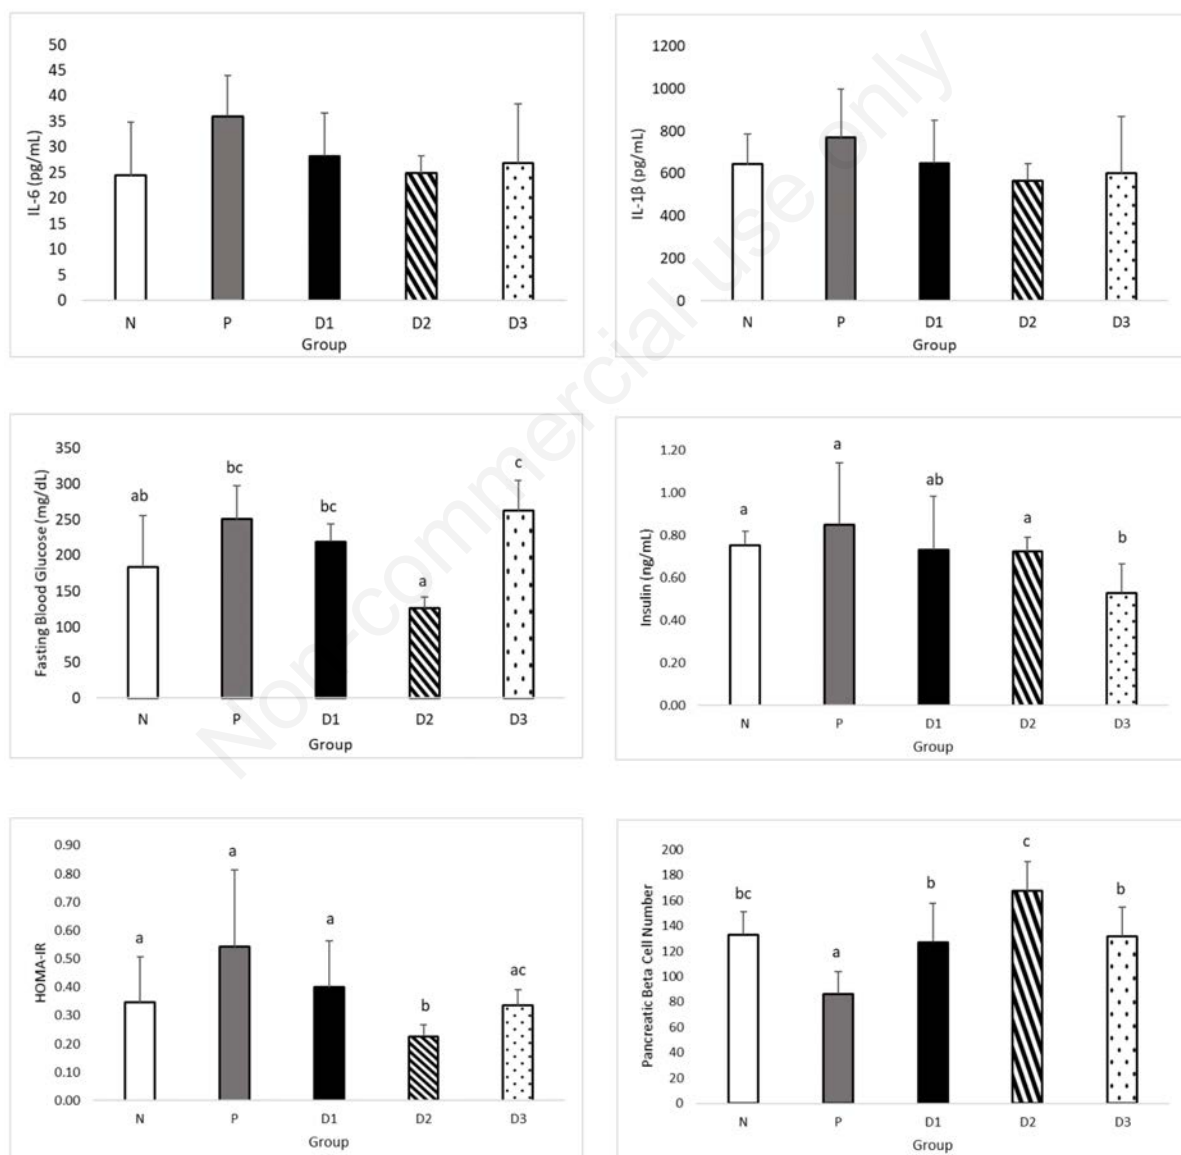 50
45
40
35
30
25
20
15
10
5
0
IL-6 (pg/mL)
N P D1 D2 D3
Group
1200
1000
800
600
400
200
0
IL-1β (pg/mL)
N P D1 D2 D3
Group
350
300
250
200
150
100
50
0
Fasting Blood Glucose (mg/dL)
ab bc bc a c
N P D1 D2 D3
Group
1.20
1.00
0.80
0.60
0.40
0.20
0.00
Insulin (ng/mL)
a a ab a b
N P D1 D2 D3
Group
0.90
0.80
0.70
0.60
0.50
0.40
0.30
0.20
0.10
0.00
HOMA-IR
a a a b ac
N P D1 D2 D3
Group
200
180
160
140
120
100
80
60
40
20
0
Pancreatic Beta Cell Number
bc a b c b
N P D1 D2 D3
Group
Non-commercial use only